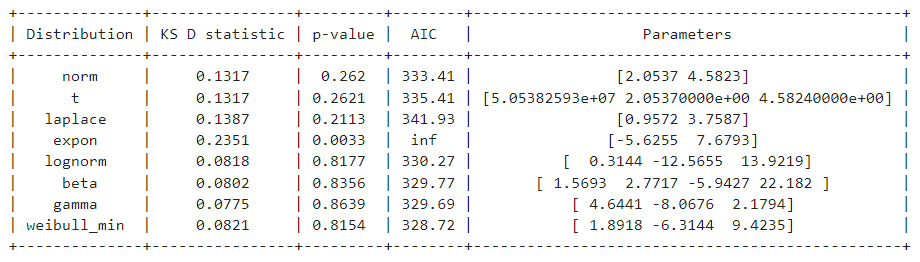 +--------------+----------------+---------+--------+--------------------------------------------+
| Distribution | KS D statistic | p-value |  AIC   |                 Parameters                 |
+--------------+----------------+---------+--------+--------------------------------------------+
|     norm     |     0.1317     |  0.262  | 333.41 |              [2.0537 4.5823]               |
|      t       |     0.1317     |  0.2621 | 335.41 | [5.05382593e+07 2.05370000e+00 4.58240000e+00] |
|   laplace    |     0.1387     |  0.2113 | 341.93 |              [0.9572 3.7587]               |
|    expon     |     0.2351     |  0.0033 |  inf   |              [-5.6255  7.6793]             |
|   lognorm    |     0.0818     |  0.8177 | 330.27 |        [  0.3144 -12.5655  13.9219]        |
|     beta     |     0.0802     |  0.8356 | 329.77 |     [ 1.5693  2.7717 -5.9427 22.182 ]      |
|    gamma     |     0.0775     |  0.8639 | 329.69 |         [ 4.6441 -8.0676  2.1794]          |
| weibull_min  |     0.0821     |  0.8154 | 328.72 |         [ 1.8918 -6.3144  9.4235]          |
+--------------+----------------+---------+--------+--------------------------------------------+